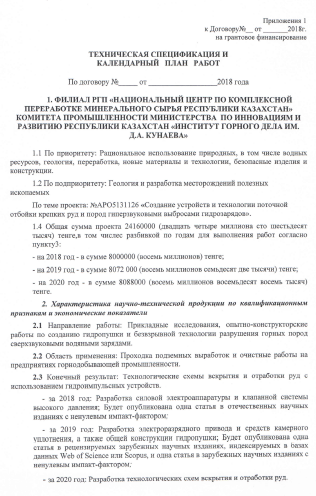 Приложения 1
к Договору№__ от ________2018г.
на грантовое финансирование
ТЕХНИЧЕСКАЯ СПЕЦИФИКАЦИЯ И
КАЛЕНДАРНЫЙ ПЛАН РАБОТ
По договору №_____ от __________________2018 года
1. ФИЛИАЛ РГП «НАЦИОНАЛЬНЫЙ ЦЕНТР ПО КОМПЛЕКСНОЙ
ПЕРЕРАБОТКЕ МИНЕРАЛЬНОГО СЫРЬЯ РЕСПУБЛИКИ КАЗАХСТАН»
КОМИТЕТА ПРОМЫШЛЕННОСТИ МИНИСТЕРСТВА ПО ИННОВАЦИЯМ И
РАЗВИТИЮ РЕСПУБЛИКИ КАЗАХСТАН «ИНСТИТУТ ГОРНОГО ДЕЛА ИМ.
Д.А. КУНАЕВА»
1.1 По приоритету: Рациональное использование природных, в том числе водных
ресурсов, геология, переработка, новые материалы и технологии, безопасные изделия и
конструкции.
1.2 По подприоритету: Геология и разработка месторождений полезных
ископаемых
По теме проекта: №АРО5131126 «Создание устройств и технологии поточной
отбойки крепких руд и пород гиперзвуковыми выбросами гидрозарядов».
1.4 Общая сумма проекта 24160000 (двадцать четыре миллиона сто шестьдесят
тысяч) тенге,в том числес разбивкой по годам для выполнения работ согласно
пункту3:
- на 2018 год - в сумме 8000000 (восемь миллионов) тенге;
- на 2019 год - в сумме 8072 000 (восемь миллионов семьдесят две тысячи) тенге;
- на 2020 год - в сумме 8088000 (восемь миллионов восемьдесят восемь тысяч)
тенге.
2. Характеристика научно-технической продукции по квалификационным
признакам и экономические показатели
2.1 Направление работы: Прикладные исследования, опытно-конструкторские
работы по созданию гидропушки и безвзрывной технологии разрушения горных пород
сверхзвуковыми водяными зарядами.
2.2 Область применения: Проходка подземных выработок и очистные работы на
предприятиях горнодобывающей промышленности.
2.3 Конечный результат: Технологические схемы вскрытия и отработки руд с
использованием гидроимпульсных устройств.
- за 2018 год: Разработка силовой электроаппаратуры и клапанной системы
высокого давления; Будет опубликована одна статья в отечественных научных
изданиях с ненулевым импакт-фактором;
- за 2019 год: Разработка электроразрядного привода и средств камерного
уплотнения, а также общей конструкции гидропушки; Будет опубликована одна
статья в рецензируемых зарубежных научных изданиях, индексируемых в базах
данных Web of Science или Scopus, и одна статья в зарубежных научных изданиях с
ненулевым импакт-фактором;
- за 2020 год: Разработка технологических схем вскрытия и отработки руд.